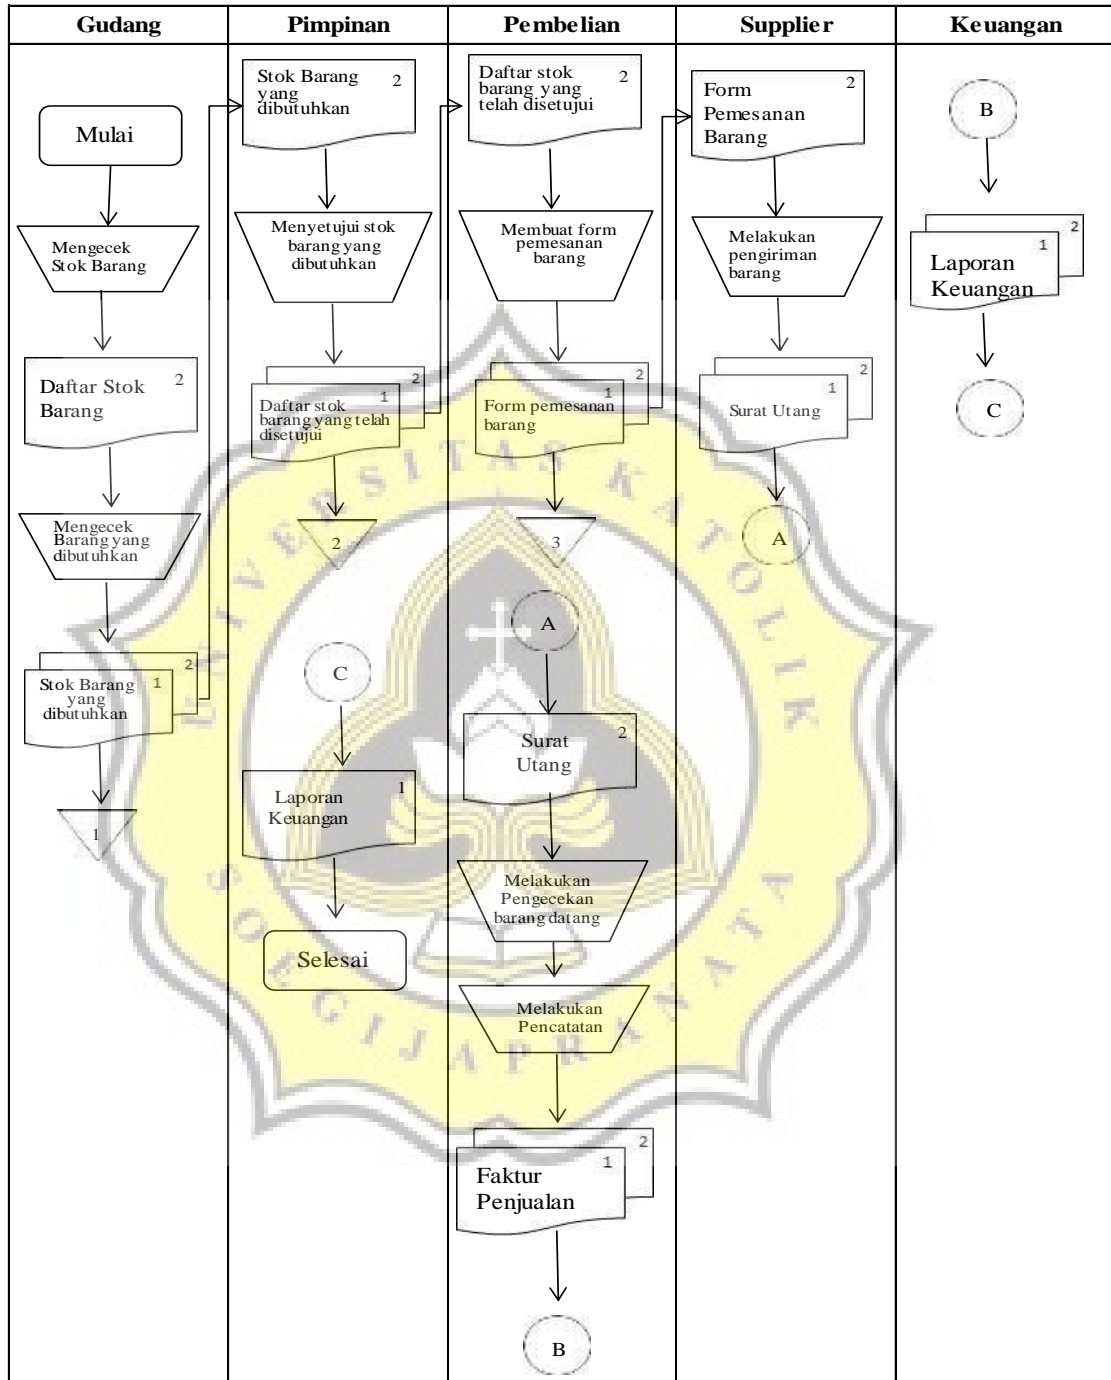 Gudang
Pimpinan
Pembelian
Supplier
Keuangan
Mulai
Mengecek
Stok Barang
Daftar Stok
Barang
2
Mengecek
Barang yang
dibutuhkan
2
Stok Barang
yang
dibutuhkan
1
1
Stok Barang
yang
dibutuhkan
2
Menyetujui stok
barang yang
dibutuhkan
2
1
Daftar stok
barang yang telah
disetujui
2
C
Laporan
Keuangan
1
Selesai
Daftar stok
barang yang
telah disetujui
2
Membuat form
pemesanan
barang
2
1
Form pemesanan
barang
3
A
Surat
Utang
2
Melakukan
Pengecekan
barang datang
Melakukan
Pencatatan
2
1
Faktur
Penjualan
B
Form
Pemesanan
Barang
2
Melakukan
pengiriman
barang
2
1
Surat Utang
A
B
2
1
Laporan
Keuangan
C
UNIVERSITAS KATOLIK
SOEGIJAPRANATA